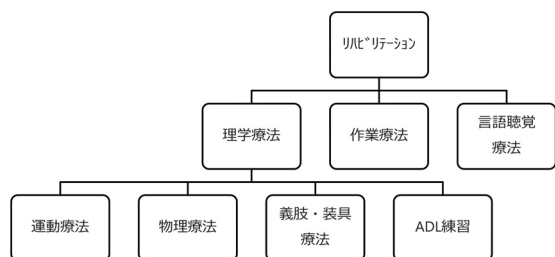 ﾘﾊﾋﾞﾘﾃｰｼｮﾝ
理学療法
作業療法
言語聴覚
療法
運動療法
物理療法
義肢・装具
療法
ADL練習